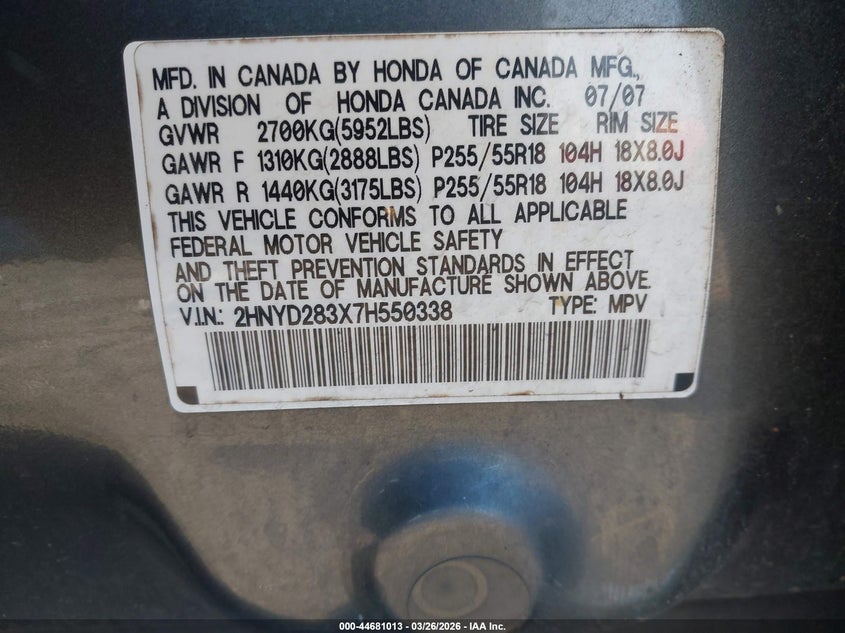 MFD. IN CANADA BY HONDA OF CANADA MFG.,
A DIVISION OF HONDA CANADA INC. 07/07
GVWR 2700KG(5952LBS) TIRE SIZE RIM SIZE
GAWR F 1310KG(2888LBS) P255/55R18 104H 18X8.0J
GAWR R 1440KG(3175LBS) P255/55R18 104H 18X8.0J
THIS VEHICLE CONFORMS TO ALL APPLICABLE
FEDERAL MOTOR VEHICLE SAFETY
AND THEFT PREVENTION STANDARDS IN EFFECT
ON THE DATE OF MANUFACTURE SHOWN ABOVE.
V.I.N.: 2HNYD283X7H550338 TYPE: MPV
000-44681013 — 03/26/2026 — IAA Inc.